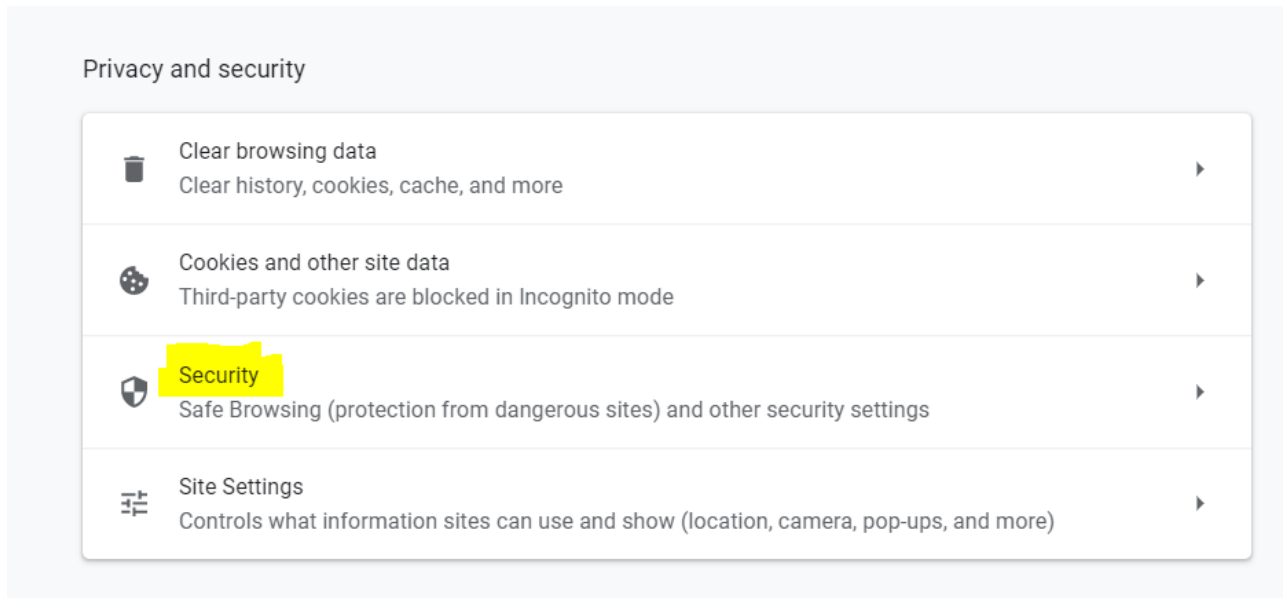 Privacy and security
Clear browsing data
Clear history, cookies, cache, and more
Cookies and other site data
Third-party cookies are blocked in Incognito mode
Security
Safe Browsing (protection from dangerous sites) and other security settings
Site Settings
Controls what information sites can use and show (location, camera, pop-ups, and more)